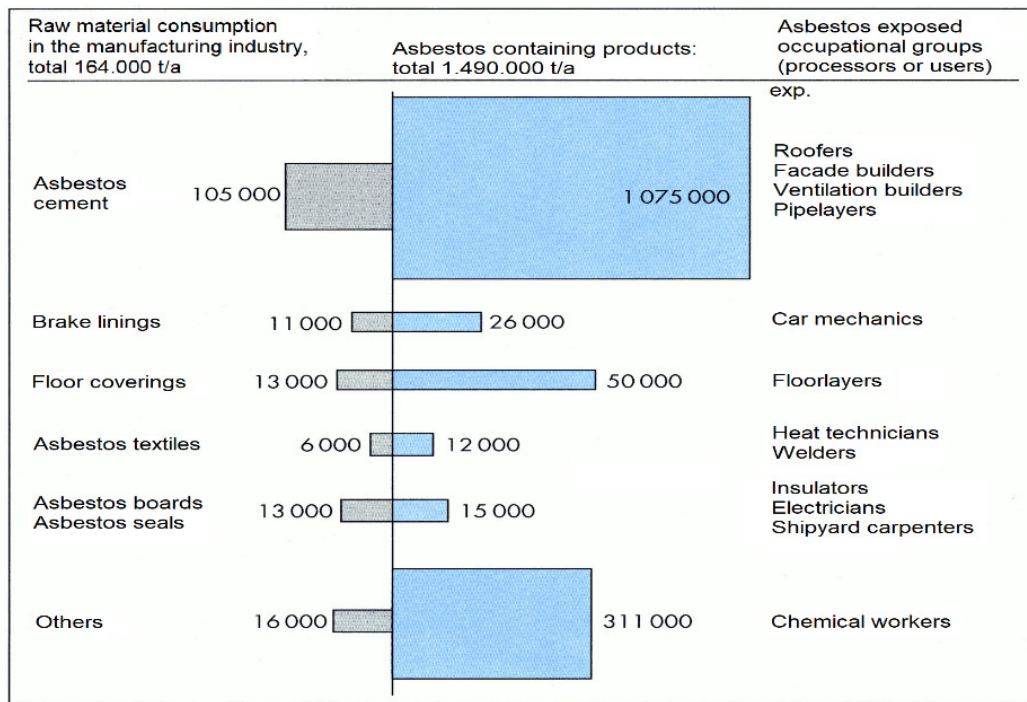 Raw material consumption
in the manufacturing industry,
total 164.000 t/a
Asbestos containing products:
total 1.490.000 t/a
Asbestos exposed
occupational groups
(processors or users)
exp.
Asbestos
cement
105 000
1 075 000
Roofers
Facade builders
Ventilation builders
Pipelayers
Brake linings
11 000
26 000
Car mechanics
Floor coverings
13 000
50 000
Floorlayers
Asbestos textiles
6 000
12 000
Heat technicians
Welders
Asbestos boards
Asbestos seals
13 000
15 000
Insulators
Electricians
Shipyard carpenters
Others
16 000
311 000
Chemical workers